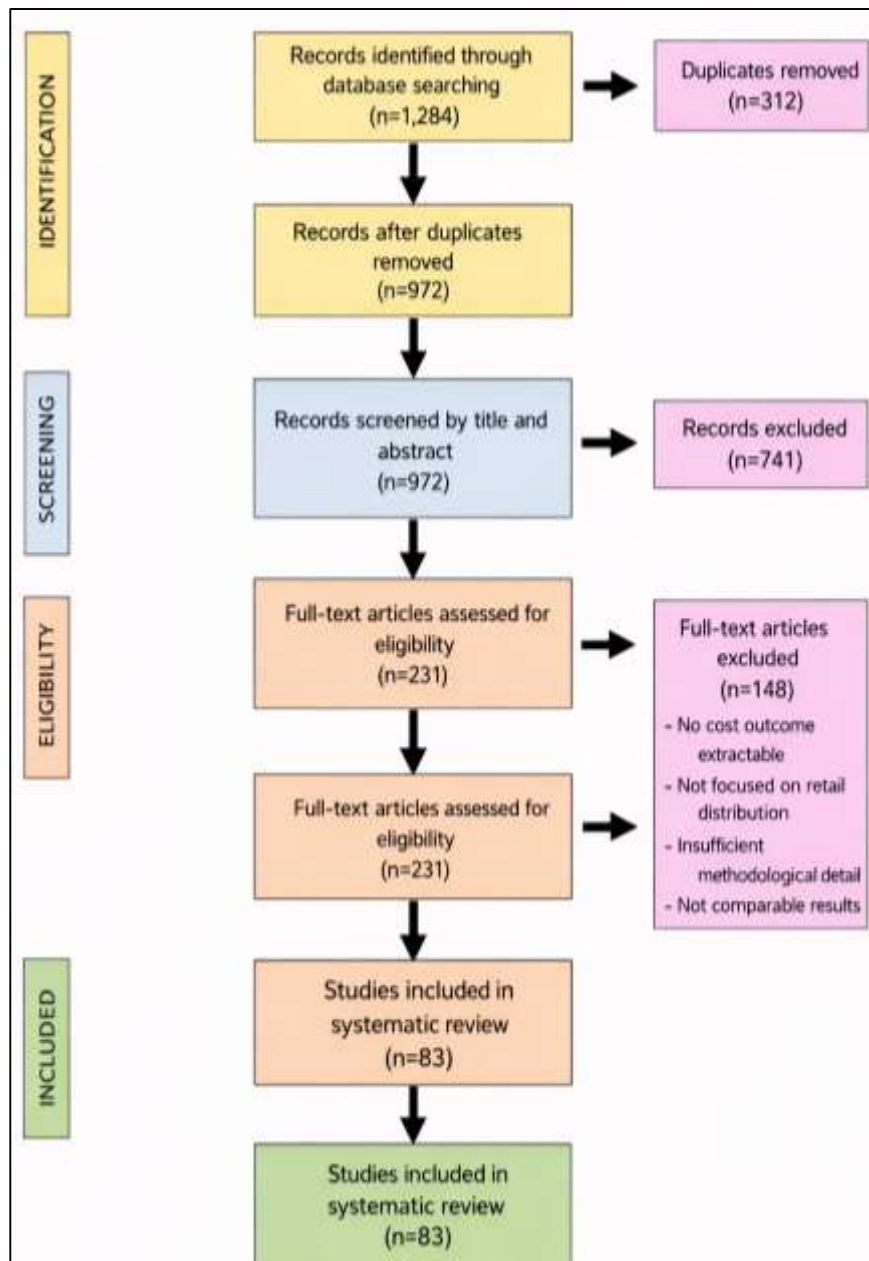 IDENTIFICATION
Records identified through
database searching
(n=1,284)
Duplicates removed
(n=312)
Records after duplicates
removed
(n=972)
SCREENING
Records screened by title and
abstract
(n=972)
Records excluded
(n=741)
ELIGIBILITY
Full-text articles assessed for
eligibility
(n=231)
Full-text articles
excluded
(n=148)
- No cost outcome
extractable
- Not focused on retail
distribution
- Insufficient
methodological detail
- Not comparable results
Full-text articles assessed for
eligibility
(n=231)
INCLUDED
Studies included in
systematic review
(n=83)
Studies included in
systematic review
(n=83)